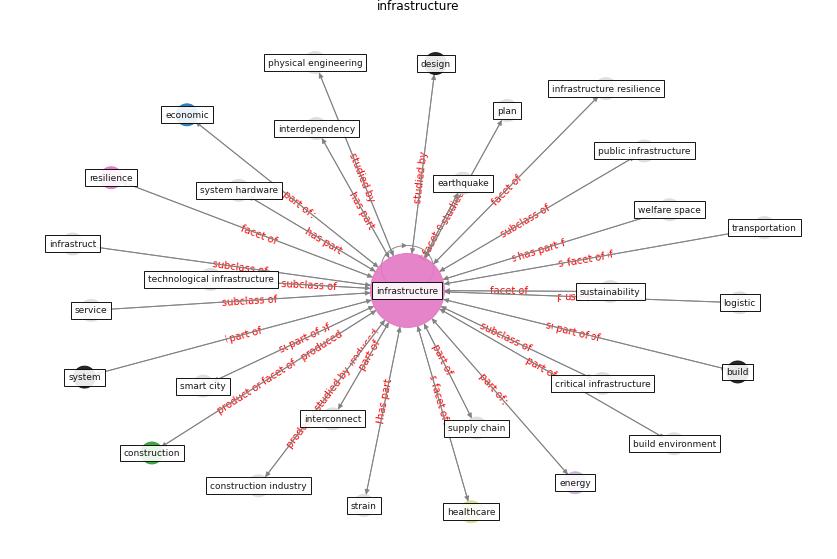 infrastructure
physical engineering
design
infrastructure resilience
economic
plan
interdependency
public infrastructure
studied by
studied by
resilience
earthquake
system hardware
facet of
part of
has part
welfare space
subclass of
transportation
facet of
has part
infrastruct
has part
facet of
subclass of
technological infrastructure
subclass of
infrastructure
facet of
sustainability
service
subclass of
logistic
part of
part of
part of
subclass of
product or facet of
produced
part of
part of
system
build
smart city
studied by
has part
facet of
part of
critical infrastructure
interconnect
supply chain
build environment
construction
construction industry
energy
strain
healthcare